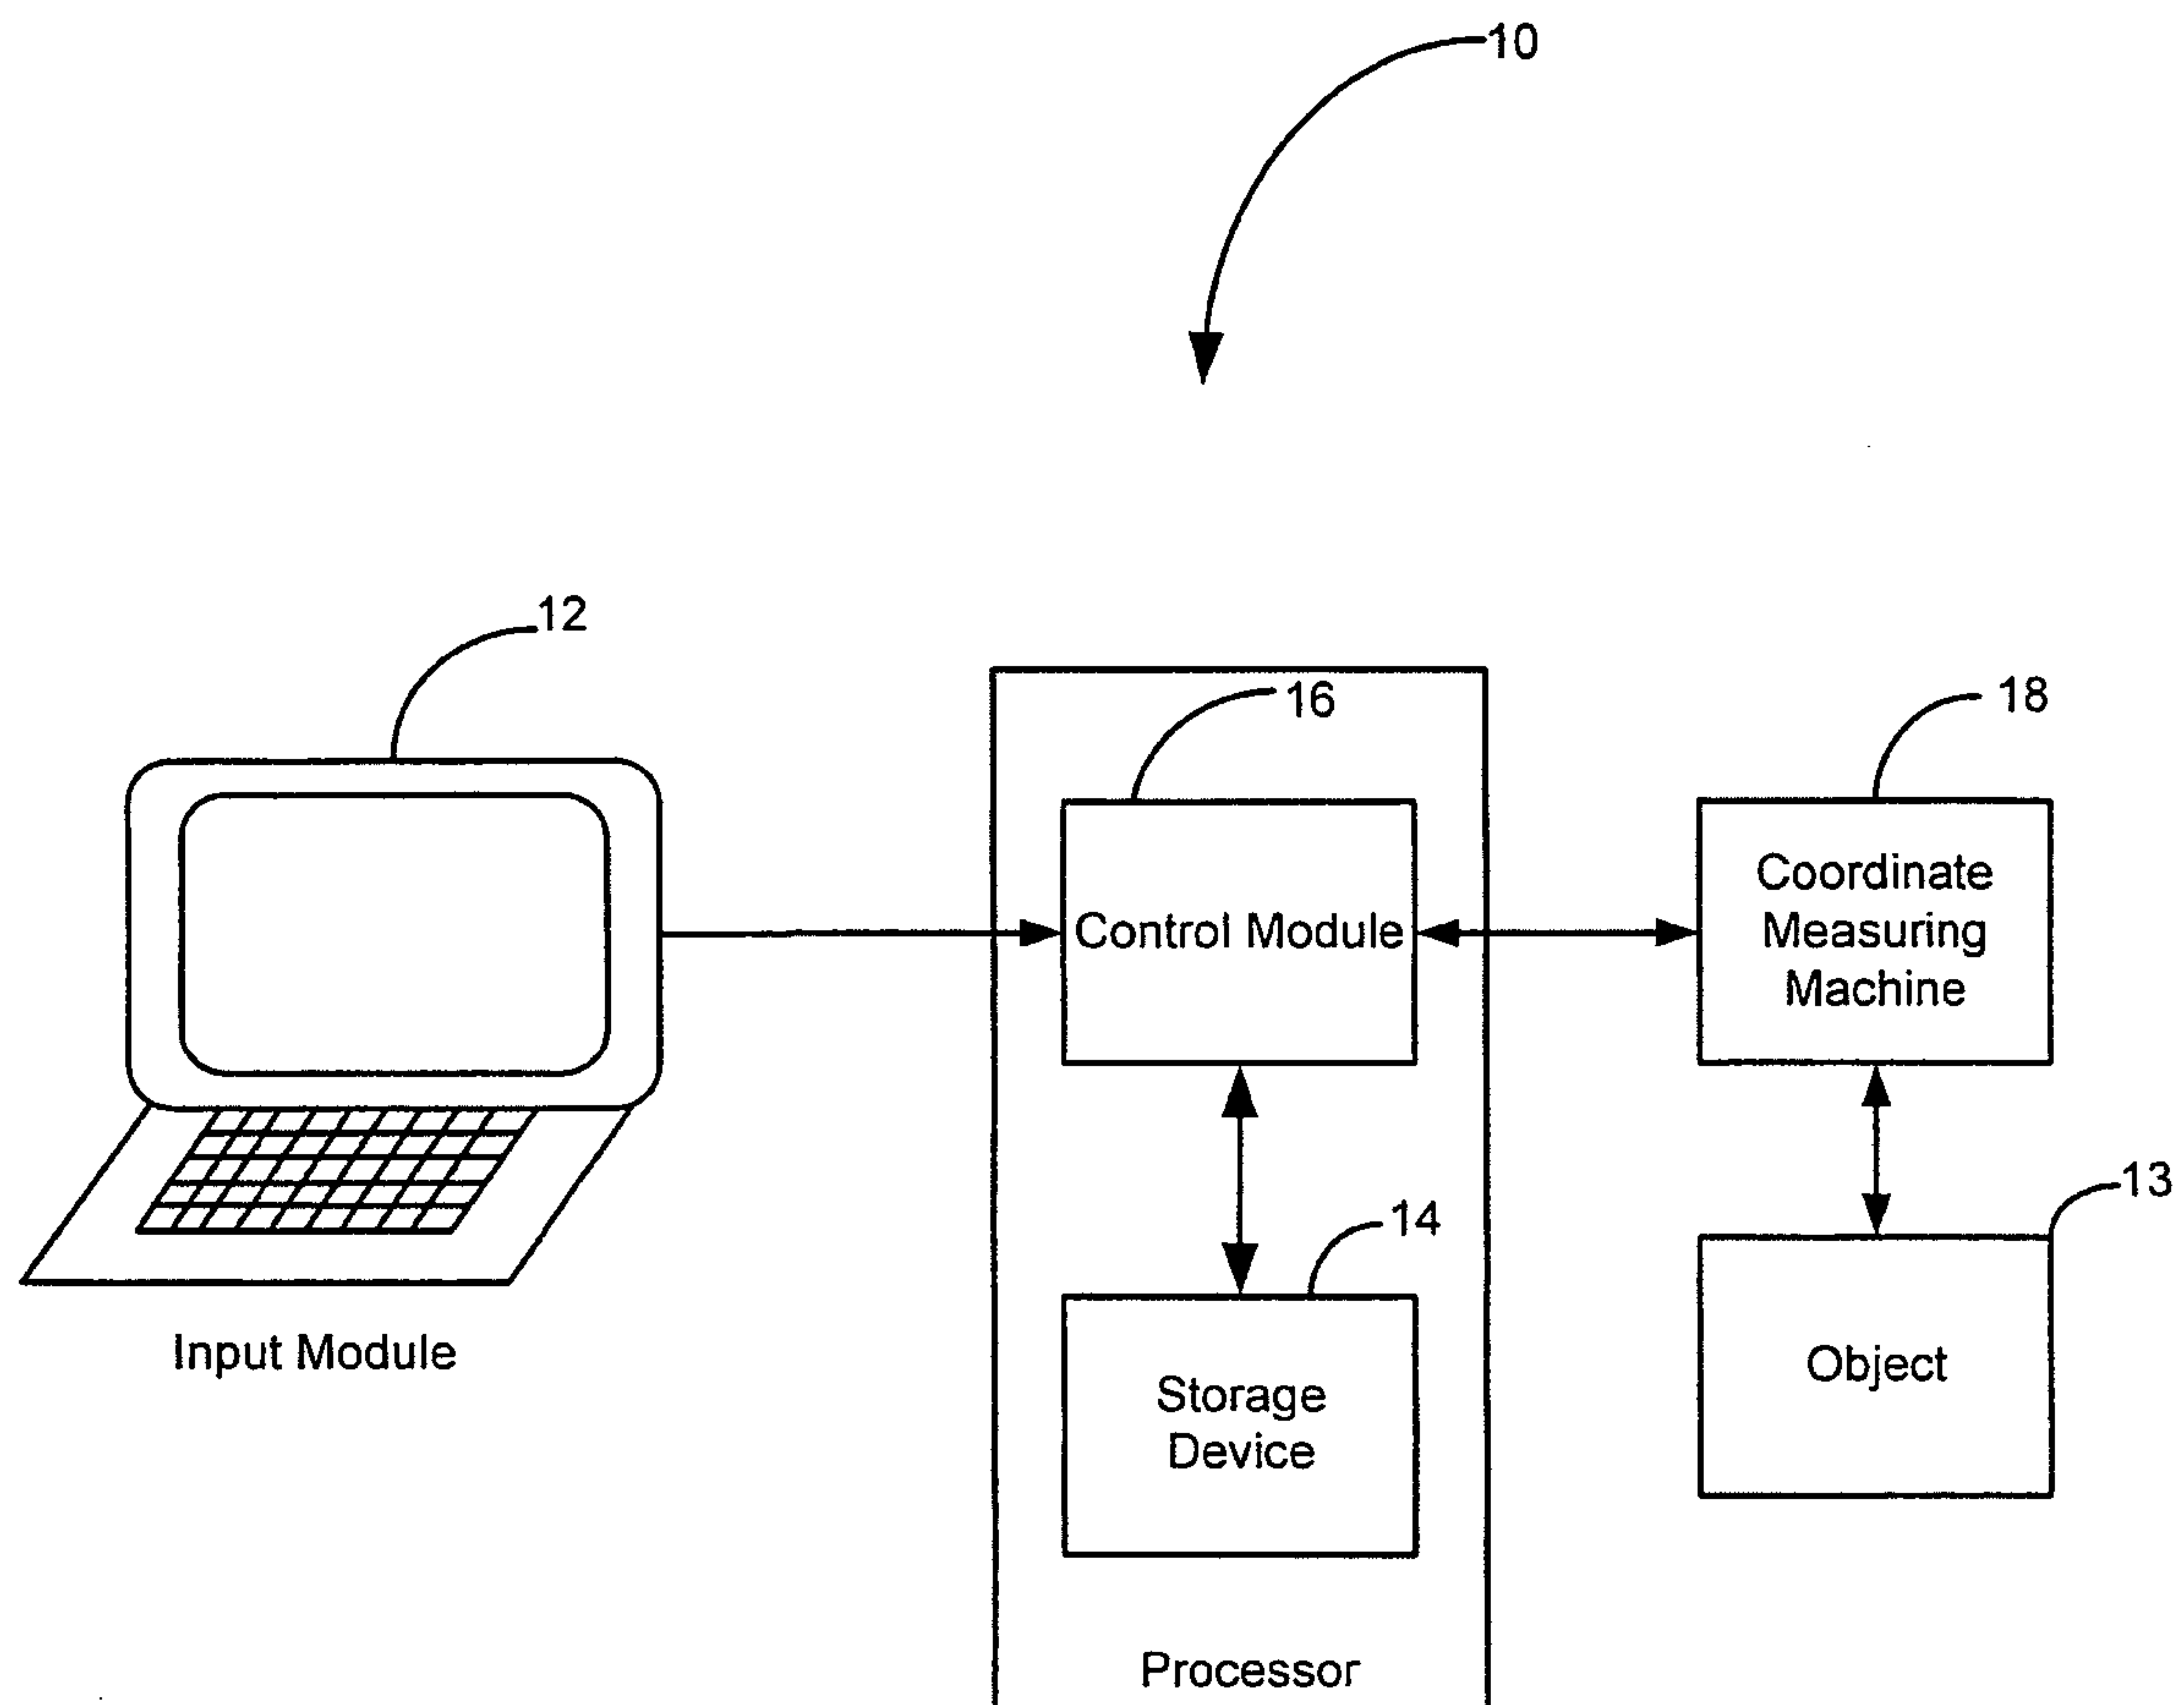 10
12
16
18
Control Module
Coordinate
Measuring
Machine
13
14
Object
Input Module
Storage
Device
Processor